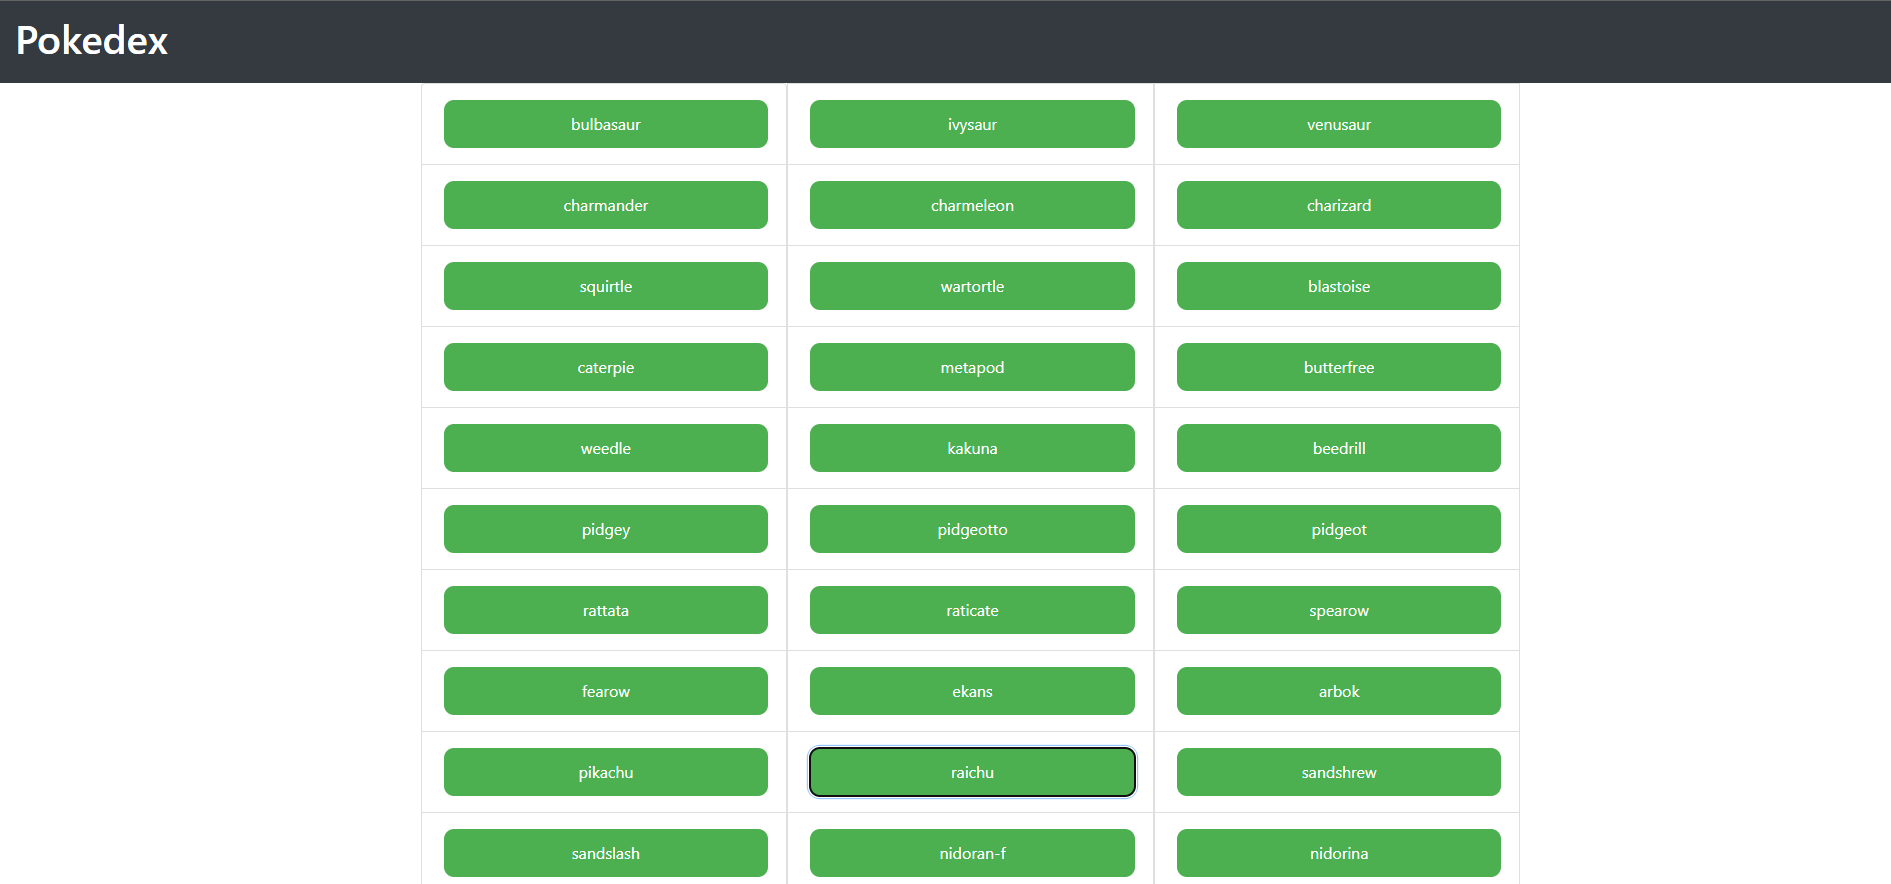 Pokedex
bulbasaur ivysaur venusaur
charmander charmeleon charizard
squirtle wartortle blastoise
caterpie metapod butterfree
weedle kakuna beedrill
pidgey pidgeotto pidgeot
rattata raticate spearow
fearow ekans arbok
pikachu raichu sandshrew
sandslash nidoran-f nidorina